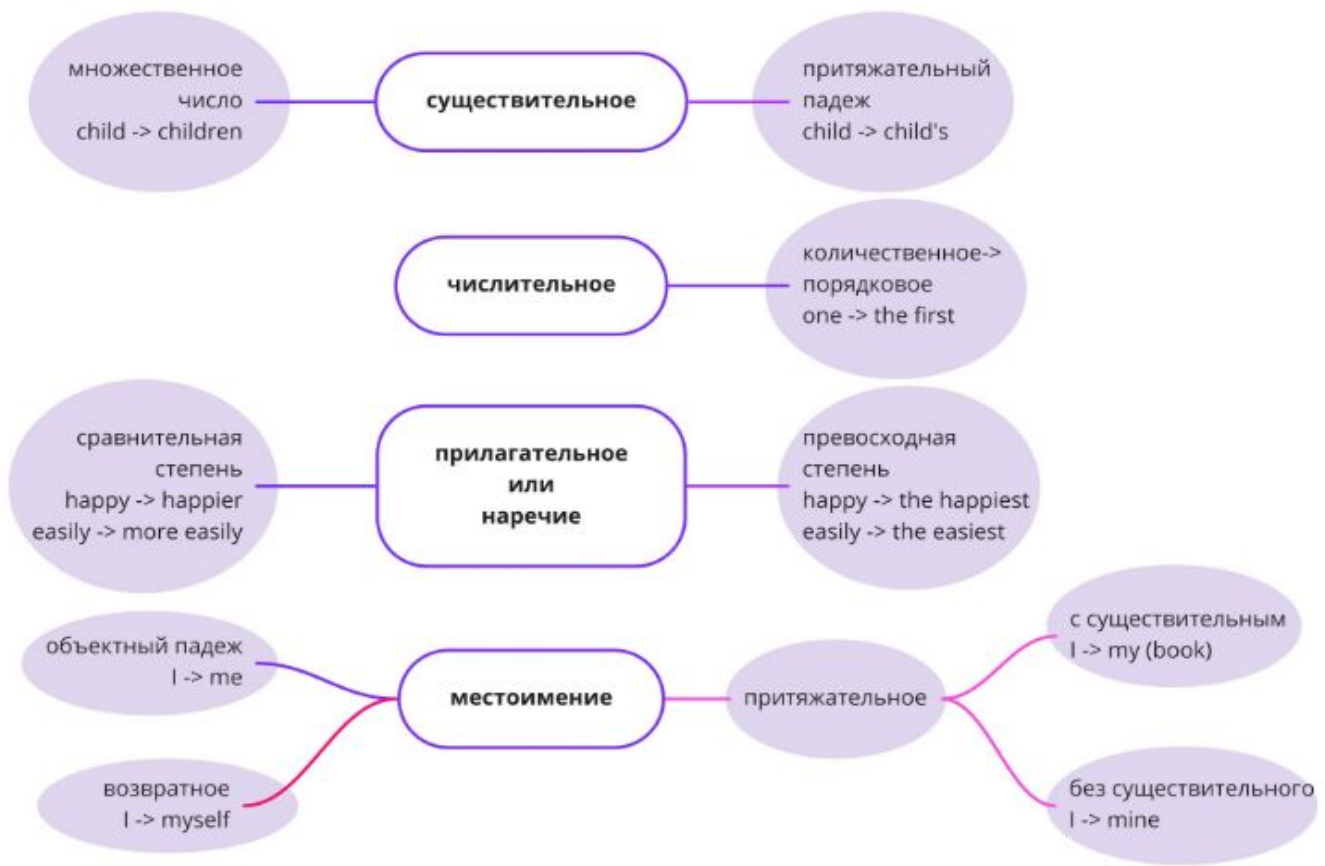 множественное
число
child -> children
существительное
притяжательный
падеж
child -> child's
числительное
количественное->
порядковое
one -> the first
сравнительная
степень
happy -> happier
easily -> more easily
прилагательное
или
наречие
превосходная
степень
happy -> the happiest
easily -> the easiest
объектный падеж
I -> me
возвратное
I -> myself
местоимение
притяжательное
с существительным
I -> my (book)
без существительного
I -> mine